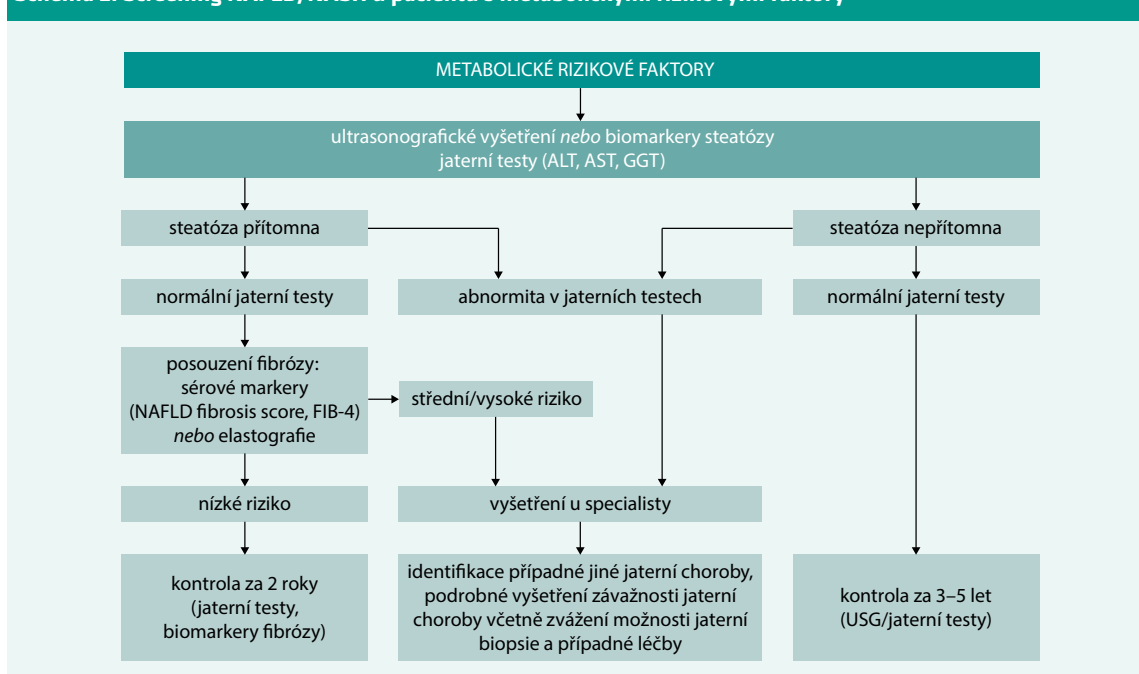 METABOLICKÉ RIZIKOVÉ FAKTORY
ultrasonografické vyšetření nebo biomarkery steatózy
jaterní testy (ALT, AST, GGT)
steatóza přítomna
steatóza nepřítomna
normální jaterní testy
abnormita v jaterních testech
normální jaterní testy
posouzení fibrózy:
sérové markery
(NAFLD fibrosis score, FIB-4)
nebo elastografie
střední/vysoké riziko
nízké riziko
vyšetření u specialisty
kontrola za 2 roky
(jaterní testy,
biomarkery fibrózy)
identifikace případné jiné jaterní choroby,
podrobné vyšetření závažnosti jaterní
choroby včetně zvážení možnosti jaterní
biopsie a případné léčby
kontrola za 3–5 let
(USG/jaterní testy)